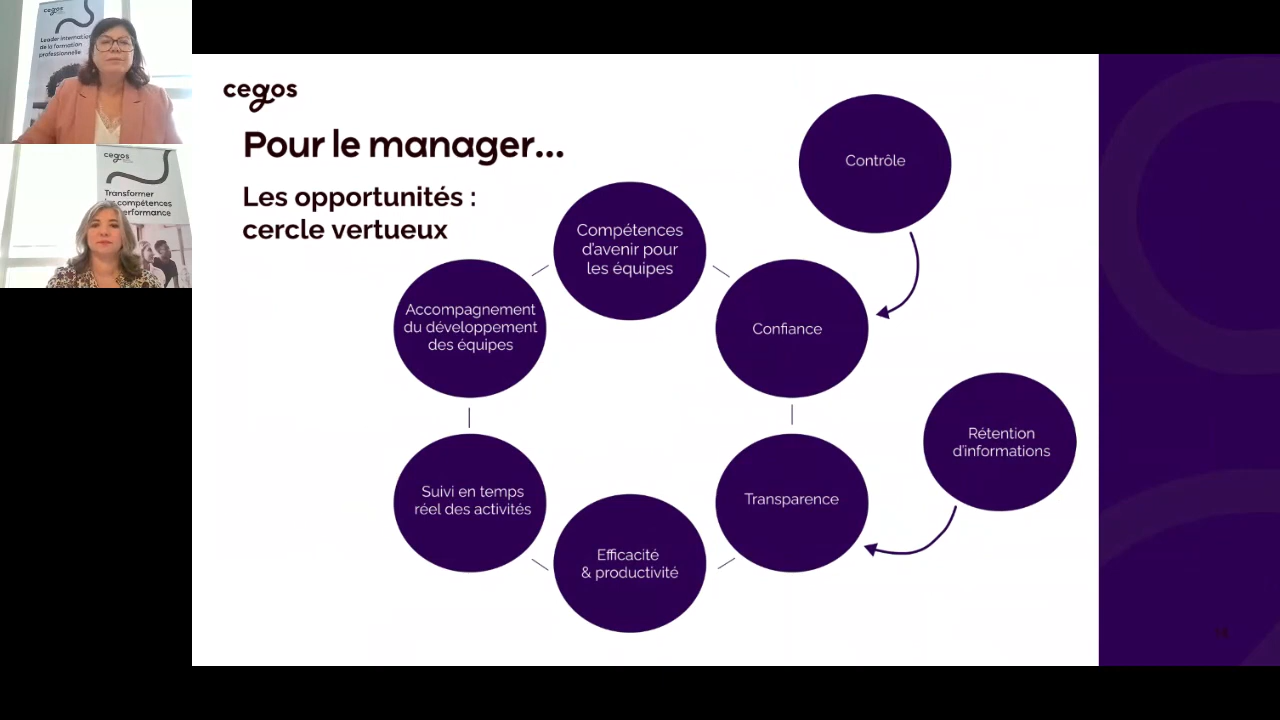 cegos
Leader internatio
de la formation
professionnelle
cegos
Transformer
compétences
performance
cegos
Pour le manager...
Les opportunités :
cercle vertueux
Contrôle
Compétences
d'avenir pour
les équipes
Accompagnement
du développement
des équipes
Confiance
Rétention
d'informations
Suivi en temps
réel des activités
Transparence
Efficacité
& productivité